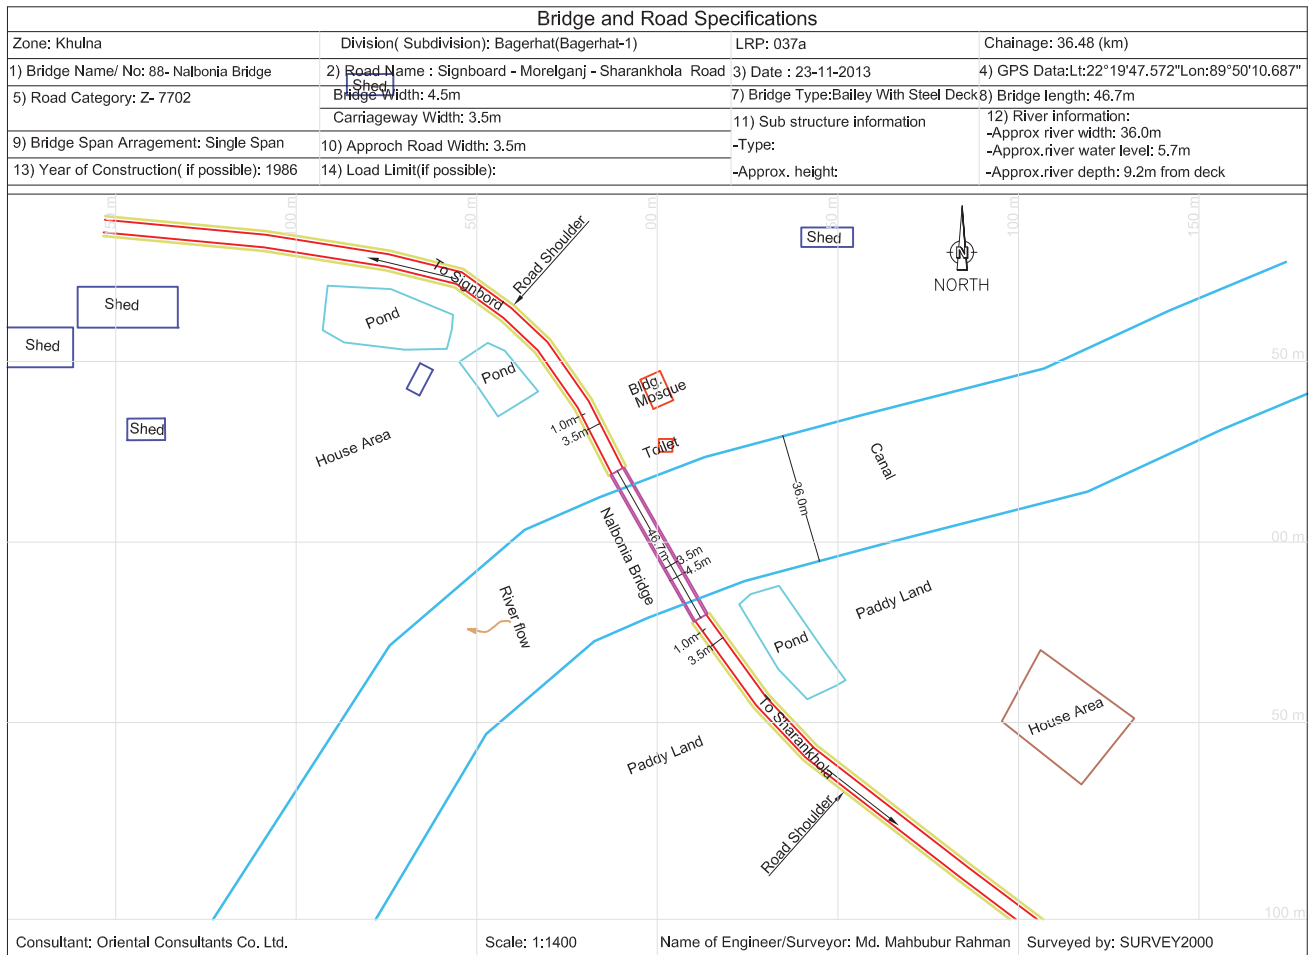 Bridge and Road Specifications
Zone: Khulna
Division( Subdivision): Bagerhat(Bagerhat-1)
LRP: 037a
Chainage: 36.48 (km)
1) Bridge Name/ No: 88- Nalbonia Bridge
2) Road Name : Signboard - Morelganj - Sharankhola Road
3) Date : 23-11-2013
4) GPS Data:Lt:22°19'47.572"Lon:89°50'10.687"
Shed
5) Road Category: Z- 7702
Bridge Width: 4.5m
7) Bridge Type:Bailey With Steel Deck
8) Bridge length: 46.7m
Carriageway Width: 3.5m
11) Sub structure information
12) River information:
-Approx river width: 36.0m
9) Bridge Span Arragement: Single Span
10) Approch Road Width: 3.5m
-Type:
-Approx.river water level: 5.7m
13) Year of Construction( if possible): 1986
14) Load Limit(if possible):
-Approx. height:
-Approx.river depth: 9.2m from deck
00 m
50 m
00 m
100 m
150 m
Road Shoulder
Shed
To Signbord
N
NORTH
Shed
Pond
Shed
50 m
Pond
Bldg.
Mosque
1.0m
3.5m
Shed
House Area
Toilet
Canal
36.0m
Nalbonia Bridge
46.7m
3.5m
4.5m
00 m
River flow
Paddy Land
1.0m
3.5m
Pond
To Sharankhola
House Area
50 m
Paddy Land
Road Shoulder
100 m
Consultant: Oriental Consultants Co. Ltd.
Scale: 1:1400
Name of Engineer/Surveyor: Md. Mahbubur Rahman
Surveyed by: SURVEY2000